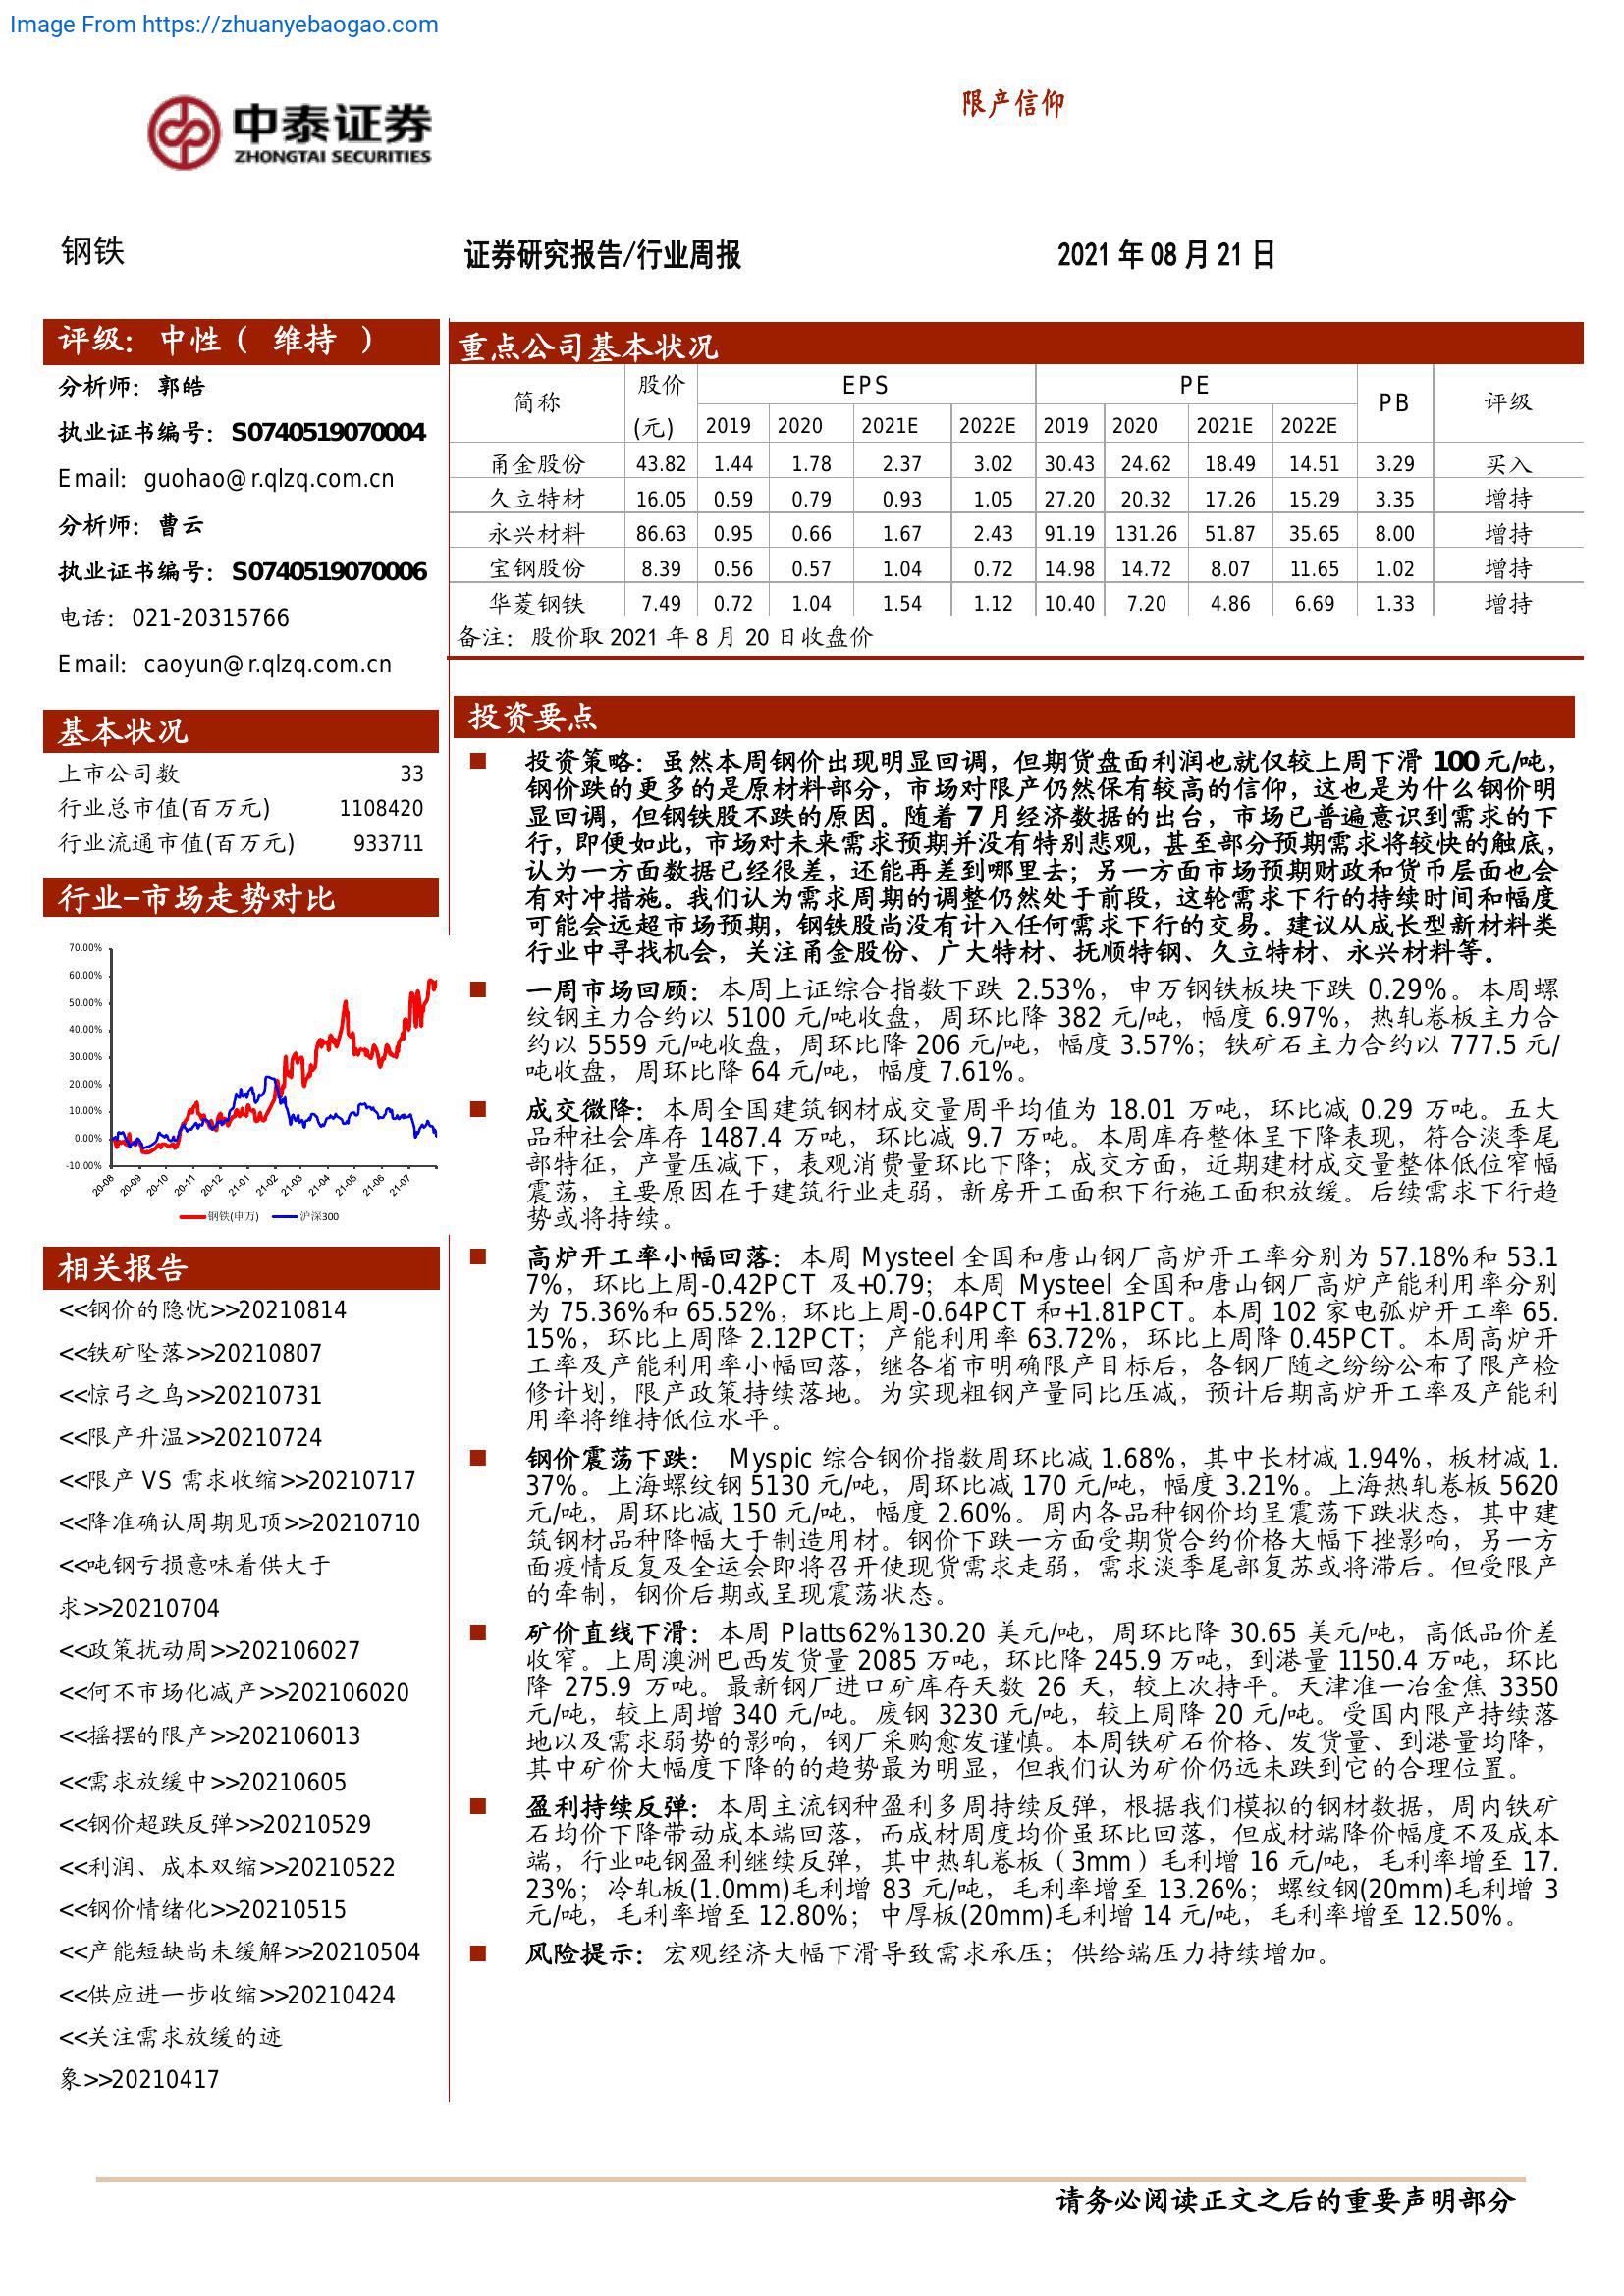 Image From https://zhuanyebaogao.com
中泰证券
ZHONGTAI SECURITIES
限产信仰
钢铁
证券研究报告/行业周报
2021 年 08 月 21 日
评级：中性（ 维持 ）
分析师：郭皓
执业证书编号：S0740519070004
Email：guohao@r.qlzq.com.cn
分析师：曹云
执业证书编号：S0740519070006
电话：021-20315766
Email：caoyun@r.qlzq.com.cn
基本状况
上市公司数 33
行业总市值(百万元) 1108420
行业流通市值(百万元) 933711
行业-市场走势对比
70.00%
60.00%
50.00%
40.00%
30.00%
20.00%
10.00%
0.00%
-10.00%
20-08 20-09 20-10 20-11 20-12 21-01 21-02 21-03 21-04 21-05 21-06 21-07
钢铁(申万) 沪深300
相关报告
<<钢价的隐忧>>20210814
<<铁矿坠落>>20210807
<<惊弓之鸟>>20210731
<<限产升温>>20210724
<<限产 VS 需求收缩>>20210717
<<降准确认周期见顶>>20210710
<<吨钢亏损意味着供大于
求>>20210704
<<政策扰动周>>202106027
<<何不市场化减产>>202106020
<<摇摆的限产>>202106013
<<需求放缓中>>20210605
<<钢价超跌反弹>>20210529
<<利润、成本双缩>>20210522
<<钢价情绪化>>20210515
<<产能短缺尚未缓解>>20210504
<<供应进一步收缩>>20210424
<<关注需求放缓的迹
象>>20210417
重点公司基本状况
简称 股价 EPS PE PB 评级
(元) 2019 2020 2021E 2022E 2019 2020 2021E 2022E
甬金股份 43.82 1.44 1.78 2.37 3.02 30.43 24.62 18.49 14.51 3.29 买入
久立特材 16.05 0.59 0.79 0.93 1.05 27.20 20.32 17.26 15.29 3.35 增持
永兴材料 86.63 0.95 0.66 1.67 2.43 91.19 131.26 51.87 35.65 8.00 增持
宝钢股份 8.39 0.56 0.57 1.04 0.72 14.98 14.72 8.07 11.65 1.02 增持
华菱钢铁 7.49 0.72 1.04 1.54 1.12 10.40 7.20 4.86 6.69 1.33 增持
备注：股价取 2021 年 8 月 20 日收盘价
投资要点
投资策略：虽然本周钢价出现明显回调，但期货盘面利润也就仅较上周下滑 100 元/吨，
钢价跌的更多的是原材料部分，市场对限产仍然保有较高的信仰，这也是为什么钢价明
显回调，但钢铁股不跌的原因。随着 7 月经济数据的出台，市场已普遍意识到需求的下
行，即便如此，市场对未来需求预期并没有特别悲观，甚至部分预期需求将较快的触底，
认为一方面数据已经很差，还能再差到哪里去；另一方面市场预期财政和货币层面也会
有对冲措施。我们认为需求周期的调整仍然处于前段，这轮需求下行的持续时间和幅度
可能会远超市场预期，钢铁股尚没有计入任何需求下行的交易。建议从成长型新材料类
行业中寻找机会，关注甬金股份、广大特材、抚顺特钢、久立特材、永兴材料等。
一周市场回顾：本周上证综合指数下跌 2.53%，申万钢铁板块下跌 0.29%。本周螺
纹钢主力合约以 5100 元/吨收盘，周环比降 382 元/吨，幅度 6.97%，热轧卷板主力合
约以 5559 元/吨收盘，周环比降 206 元/吨，幅度 3.57%；铁矿石主力合约以 777.5 元/
吨收盘，周环比降 64 元/吨，幅度 7.61%。
成交微降：本周全国建筑钢材成交量周平均值为 18.01 万吨，环比减 0.29 万吨。五大
品种社会库存 1487.4 万吨，环比减 9.7 万吨。本周库存整体呈下降表现，符合淡季尾
部特征，产量压减下，表观消费量环比下降；成交方面，近期建材成交量整体低位窄幅
震荡，主要原因在于建筑行业走弱，新房开工面积下行施工面积放缓。后续需求下行趋
势或将持续。
高炉开工率小幅回落：本周 Mysteel 全国和唐山钢厂高炉开工率分别为 57.18%和 53.1
7%，环比上周-0.42PCT 及+0.79；本周 Mysteel 全国和唐山钢厂高炉产能利用率分别
为 75.36%和 65.52%，环比上周-0.64PCT 和+1.81PCT。本周 102 家电弧炉开工率 65.
15%，环比上周降 2.12PCT；产能利用率 63.72%，环比上周降 0.45PCT。本周高炉开
工率及产能利用率小幅回落，继各省市明确限产目标后，各钢厂随之纷纷公布了限产检
修计划，限产政策持续落地。为实现粗钢产量同比压减，预计后期高炉开工率及产能利
用率将维持低位水平。
钢价震荡下跌： Myspic 综合钢价指数周环比减 1.68%，其中长材减 1.94%，板材减 1.
37%。上海螺纹钢 5130 元/吨，周环比减 170 元/吨，幅度 3.21%。上海热轧卷板 5620
元/吨，周环比减 150 元/吨，幅度 2.60%。周内各品种钢价均呈震荡下跌状态，其中建
筑钢材品种降幅大于制造用材。钢价下跌一方面受期货合约价格大幅下挫影响，另一方
面疫情反复及全运会即将召开使现货需求走弱，需求淡季尾部复苏或将滞后。但受限产
的牵制，钢价后期或呈现震荡状态。
矿价直线下滑：本周 Platts62%130.20 美元/吨，周环比降 30.65 美元/吨，高低品价差
收窄。上周澳洲巴西发货量 2085 万吨，环比降 245.9 万吨，到港量 1150.4 万吨，环比
降 275.9 万吨。最新钢厂进口矿库存天数 26 天，较上次持平。天津准一冶金焦 3350
元/吨，较上周增 340 元/吨。废钢 3230 元/吨，较上周降 20 元/吨。受国内限产持续落
地以及需求弱势的影响，钢厂采购愈发谨慎。本周铁矿石价格、发货量、到港量均降，
其中矿价大幅度下降的的趋势最为明显，但我们认为矿价仍远未跌到它的合理位置。
盈利持续反弹：本周主流钢种盈利多周持续反弹，根据我们模拟的钢材数据，周内铁矿
石均价下降带动成本端回落，而成材周度均价虽环比回落，但成材端降价幅度不及成本
端，行业吨钢盈利继续反弹，其中热轧卷板（3mm）毛利增 16 元/吨，毛利率增至 17.
23%；冷轧板(1.0mm)毛利增 83 元/吨，毛利率增至 13.26%；螺纹钢(20mm)毛利增 3
元/吨，毛利率增至 12.80%；中厚板(20mm)毛利增 14 元/吨，毛利率增至 12.50%。
风险提示：宏观经济大幅下滑导致需求承压；供给端压力持续增加。
请务必阅读正文之后的重要声明部分